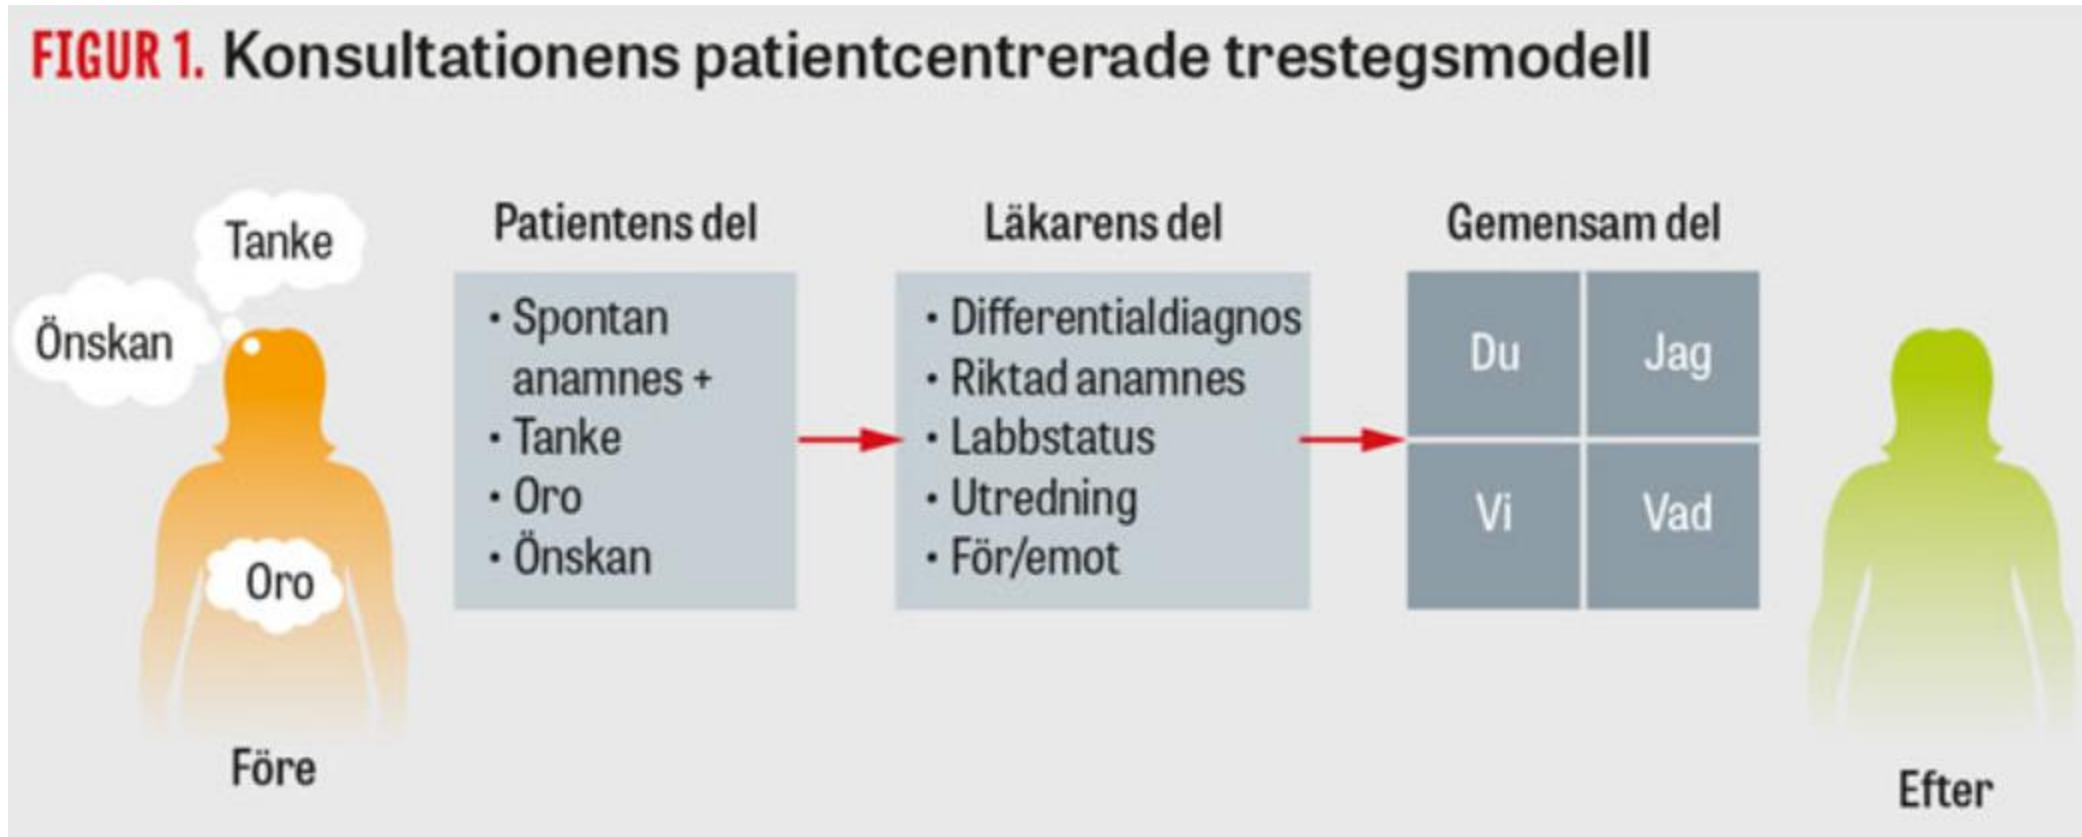 FIGUR 1. Konsultationens patientcentrerade trestegsmodell
Tanke
Önskan
Oro
Före
Patientens del
• Spontan
anamnes +
• Tanke
• Oro
• Önskan
Läkarens del
• Differentialdiagnos
• Riktad anamnes
• Labbstatus
• Utredning
• För/emot
Gemensam del
Du
Jag
Vi
Vad
Efter